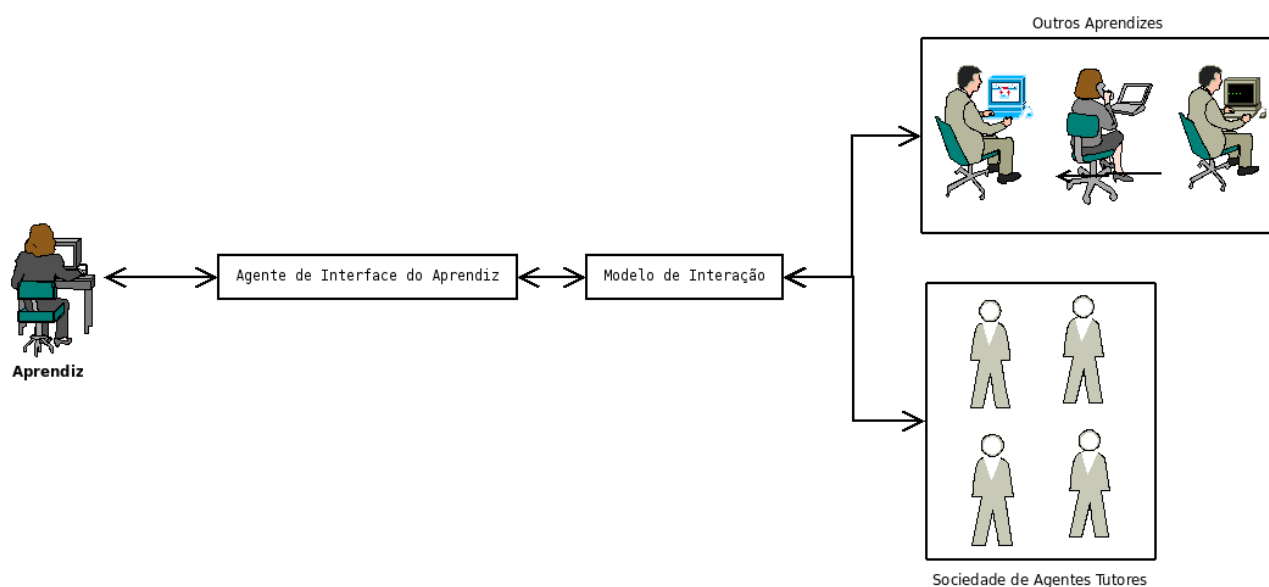 Outros Aprendizes
Agente de Interface do Aprendiz
Modelo de Interação
Aprendiz
Sociedade de Agentes Tutores